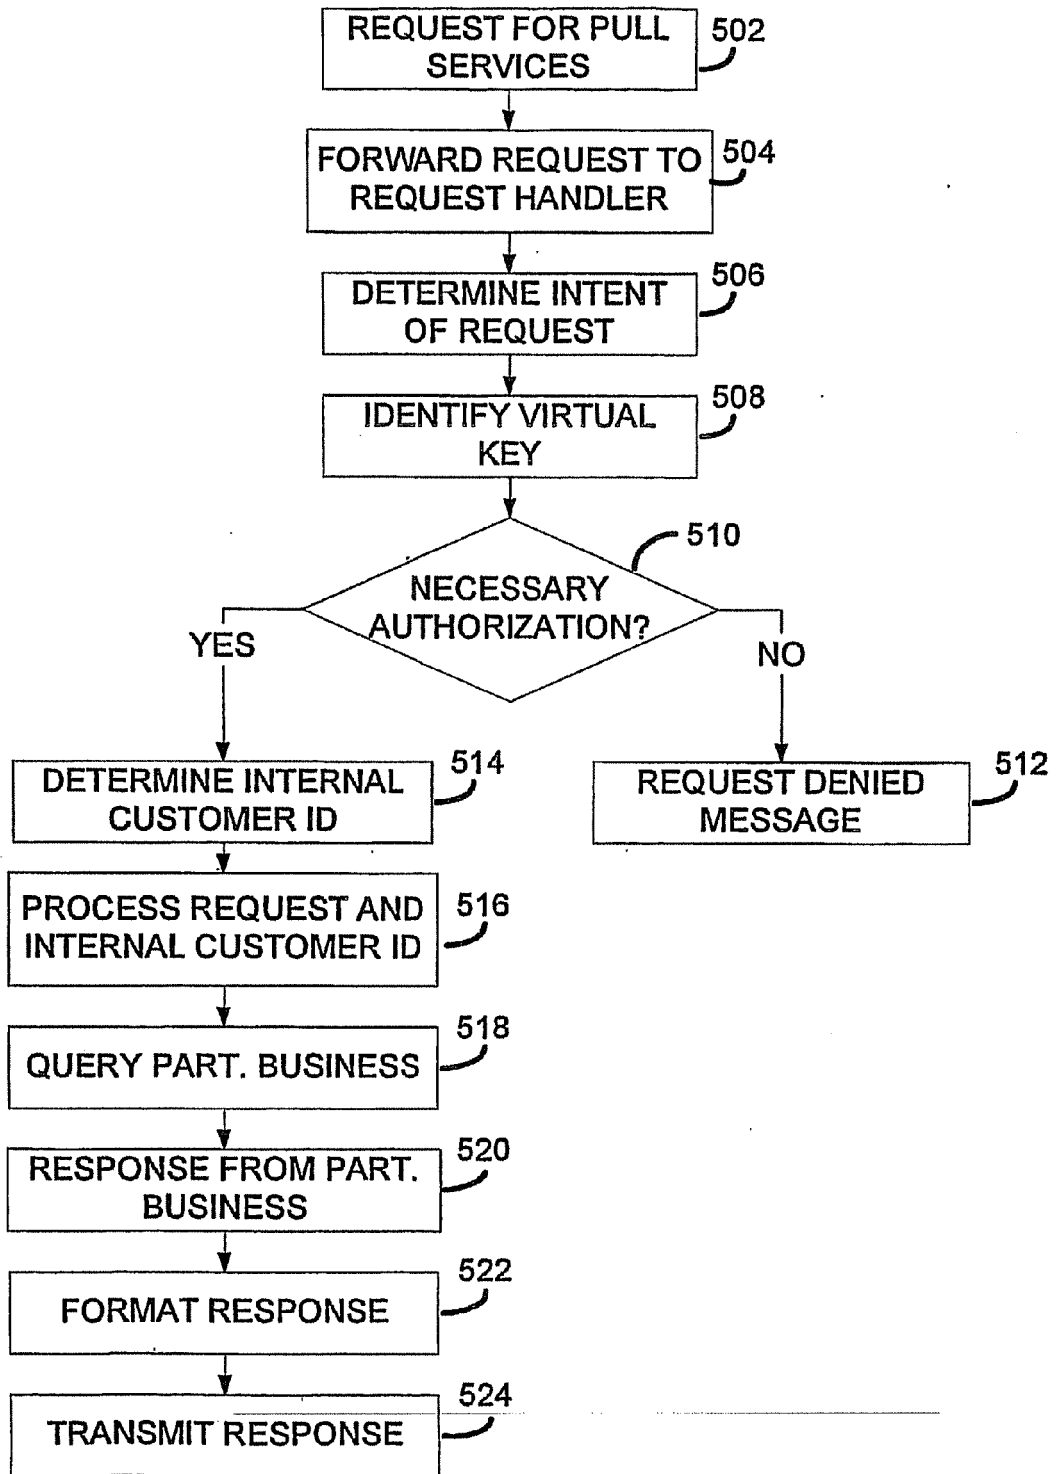 REQUEST FOR PULL
SERVICES
502
FORWARD REQUEST TO
REQUEST HANDLER
504
DETERMINE INTENT
OF REQUEST
506
IDENTIFY VIRTUAL
KEY
508
NECESSARY
AUTHORIZATION?
510
YES
NO
DETERMINE INTERNAL
CUSTOMER ID
514
REQUEST DENIED
MESSAGE
512
PROCESS REQUEST AND
INTERNAL CUSTOMER ID
516
QUERY PART. BUSINESS
518
RESPONSE FROM PART.
BUSINESS
520
FORMAT RESPONSE
522
TRANSMIT RESPONSE
524